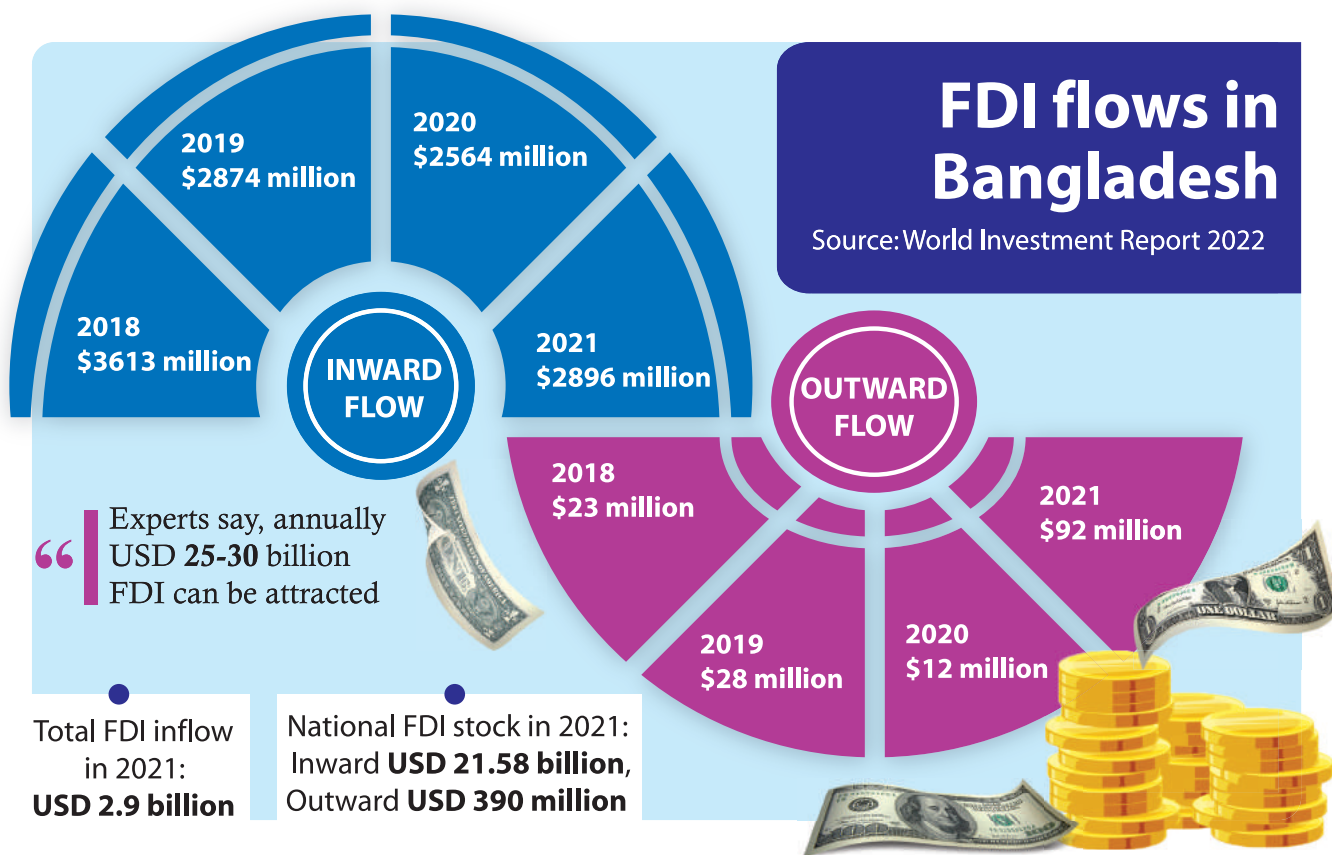 FDI flows in
Bangladesh
Source: World Investment Report 2022
2018
$3613 million
2019
$2874 million
2020
$2564 million
2021
$2896 million
INWARD
FLOW
OUTWARD
FLOW
2018
$23 million
2019
$28 million
2020
$12 million
2021
$92 million
“
Experts say, annually
USD 25-30 billion
FDI can be attracted
Total FDI inflow
in 2021:
USD 2.9 billion
National FDI stock in 2021:
Inward USD 21.58 billion,
Outward USD 390 million
ONE DOLLAR